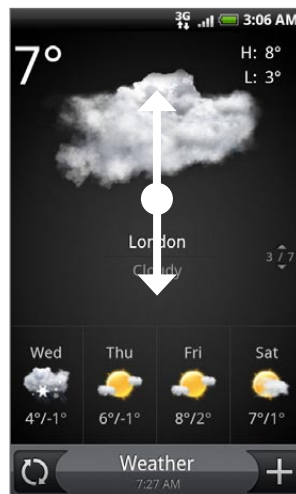 3G 3:06 AM
7° H: 8°
L: 3°
London
Cloudy
3 / 7
Wed Thu Fri Sat
4°/-1° 6°/-1° 8°/2° 7°/1°
Weather
7:27 AM